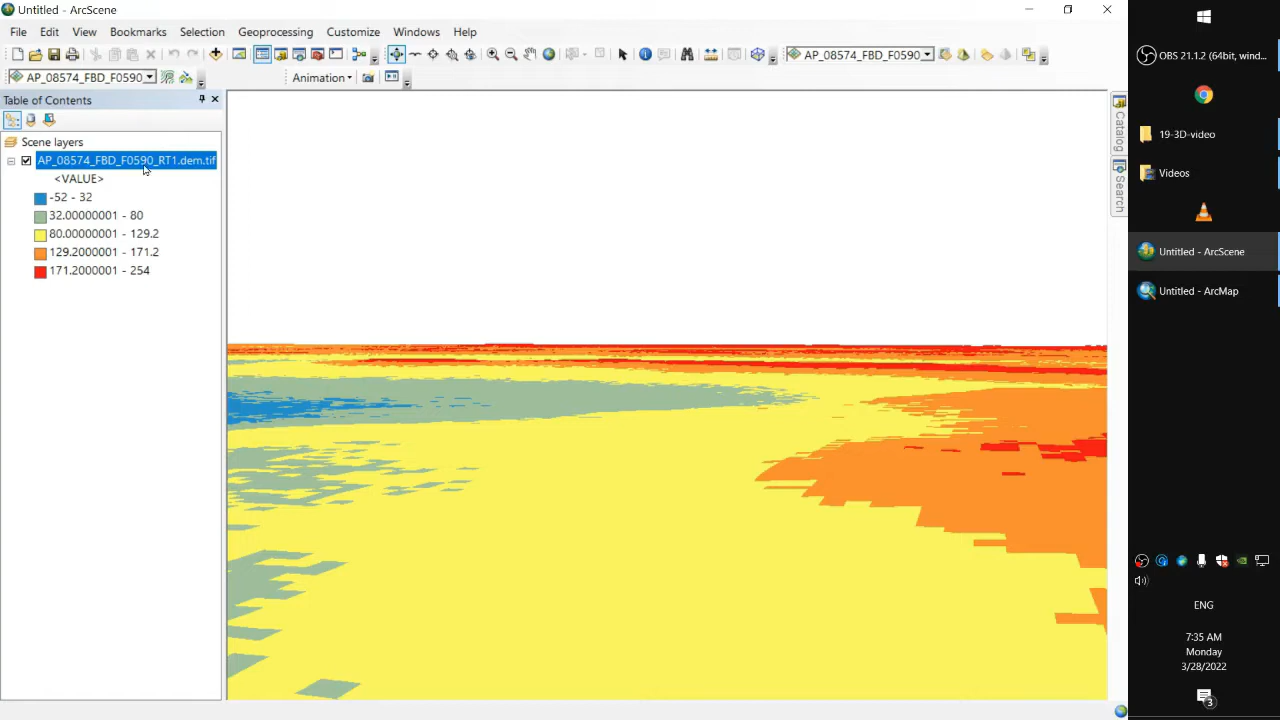 Untitled - ArcScene
File Edit View Bookmarks Selection Geoprocessing Customize Windows Help
AP_08574_FBD_F0590
AP_08574_FBD_F0590
Animation
Table of Contents
Scene layers
AP_08574_FBD_F0590_RT1.dem.tif
<VALUE>
-52 - 32
32.00000001 - 80
80.00000001 - 129.2
129.2000001 - 171.2
171.2000001 - 254
Catalog
Search
OBS 21.1.2 (64bit, wind...
19-3D-video
Videos
Untitled - ArcScene
Untitled - ArcMap
ENG
7:35 AM
Monday
3/28/2022
3